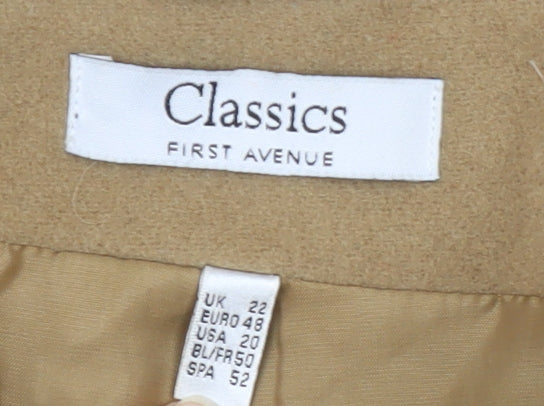 Classics
FIRST AVENUE
UK 22
EURO 48
USA 20
BL/FR 50
SPA 52